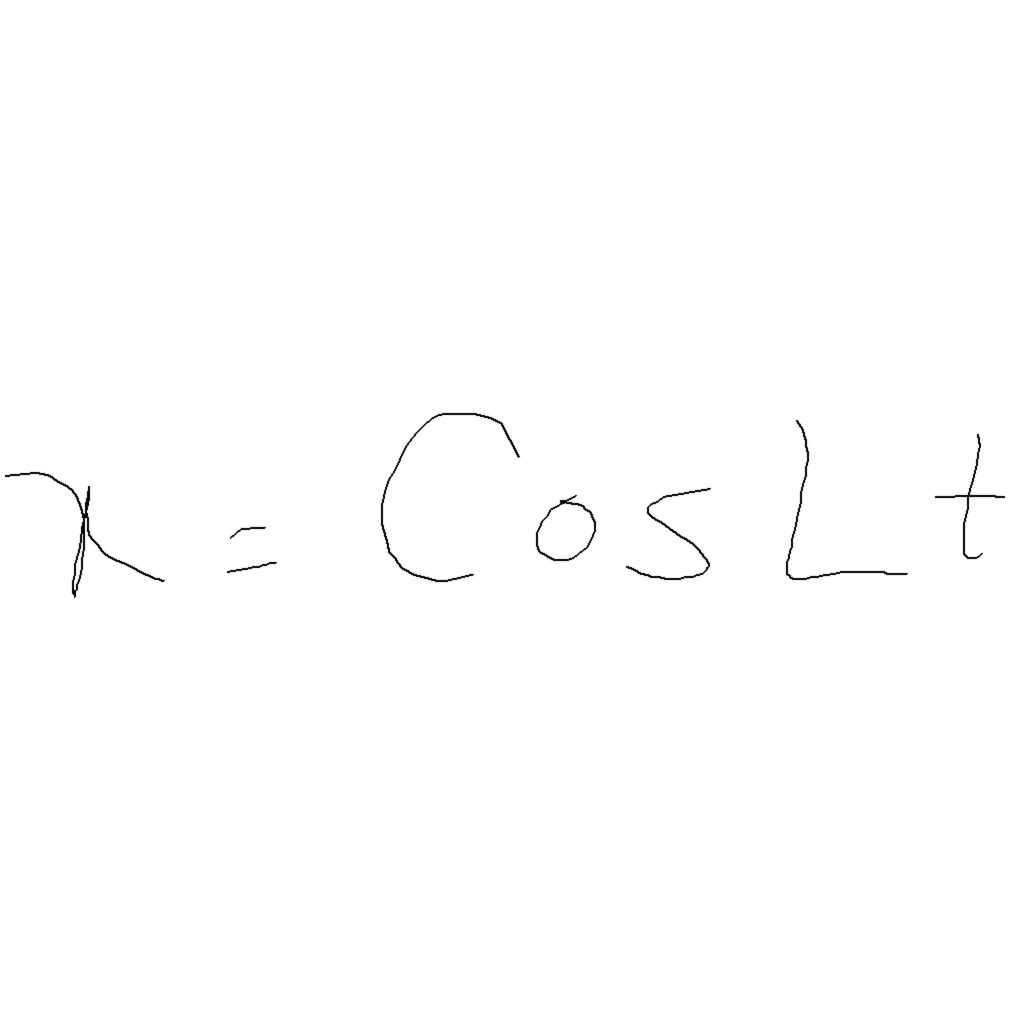 x = CosLt